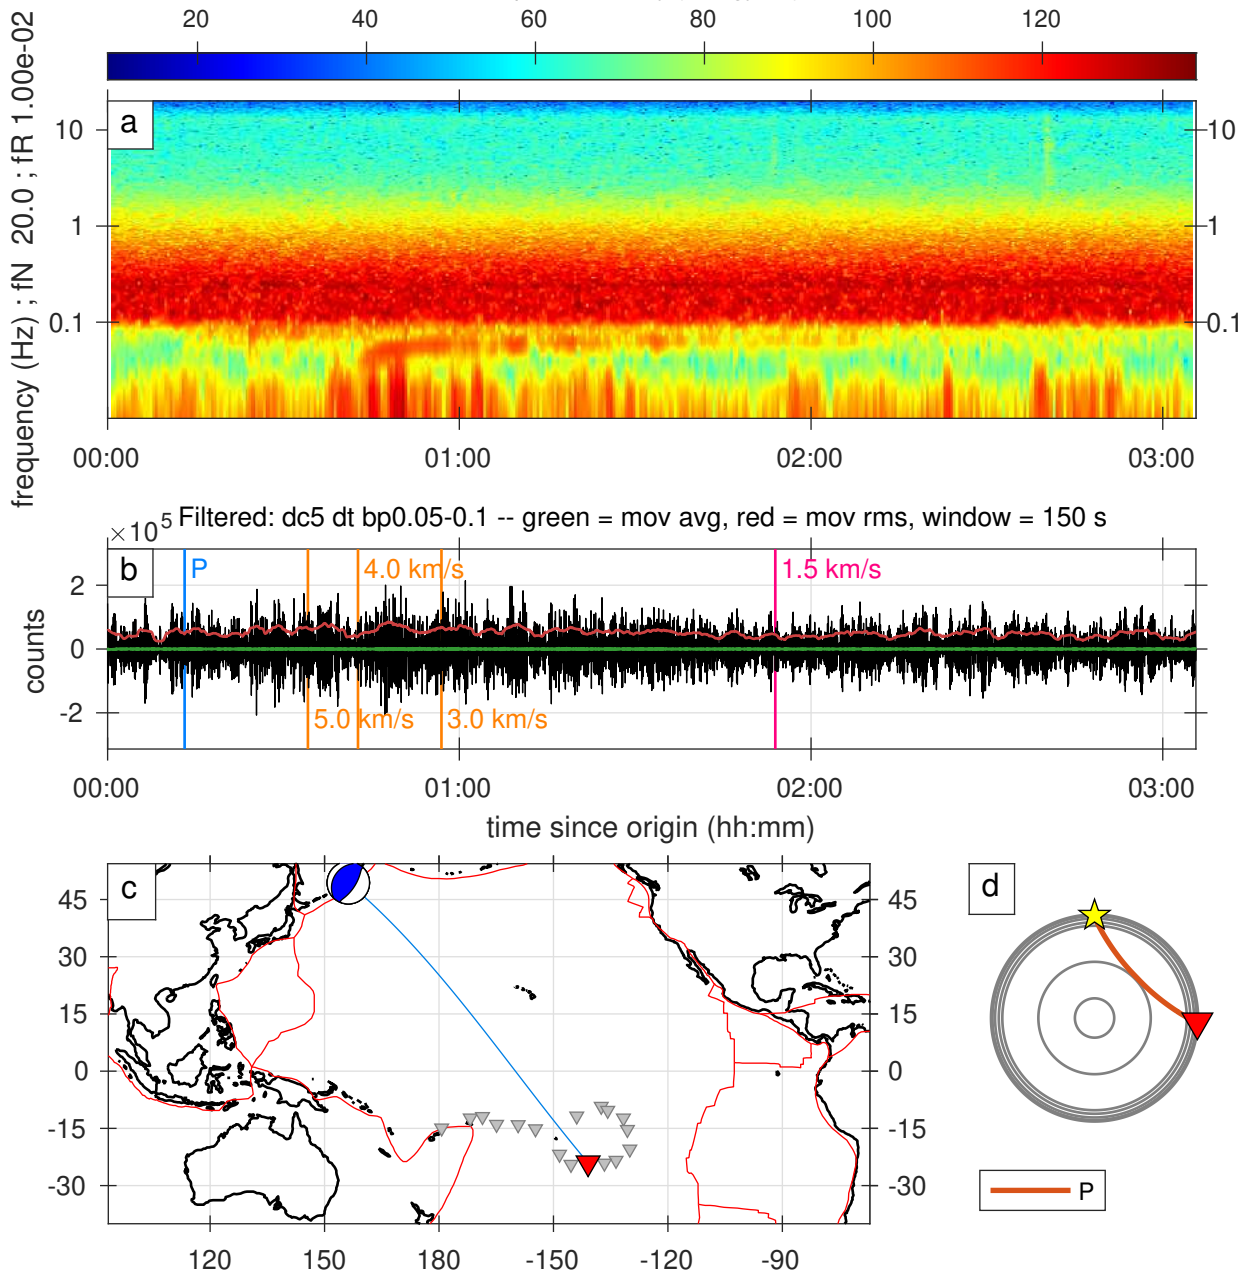 20 40 60 80 100 120
frequency (Hz) ; fN 20.0 ; fR 1.00e-02
a
10 10
1 1
0.1 0.1
00:00 01:00 02:00 03:00
×10^5 Filtered: dc5 dt bp0.05-0.1 -- green = mov avg, red = mov rms, window = 150 s
b
P 4.0 km/s 1.5 km/s
2
0
-2
counts
5.0 km/s 3.0 km/s
00:00 01:00 02:00 03:00
time since origin (hh:mm)
c d
45 45
30 30
15 15
0 0
-15 -15
-30 -30
120 150 180 -150 -120 -90
P